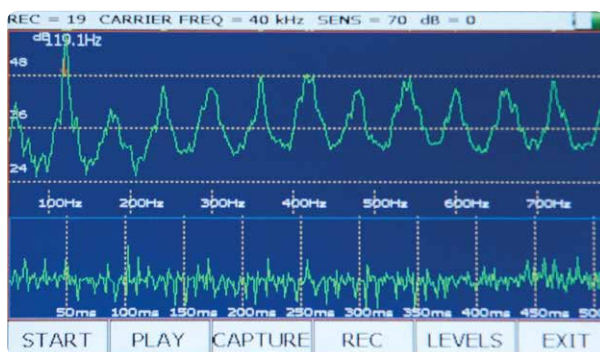 REC = 19 CARRIER FREQ = 40 kHz SENS = 70 dB = 0
dB 119.1Hz
48
36
24
100Hz 200Hz 300Hz 400Hz 500Hz 600Hz 700Hz
50ms 100ms 150ms 200ms 250ms 300ms 350ms 400ms 450ms
START PLAY CAPTURE REC LEVELS EXIT